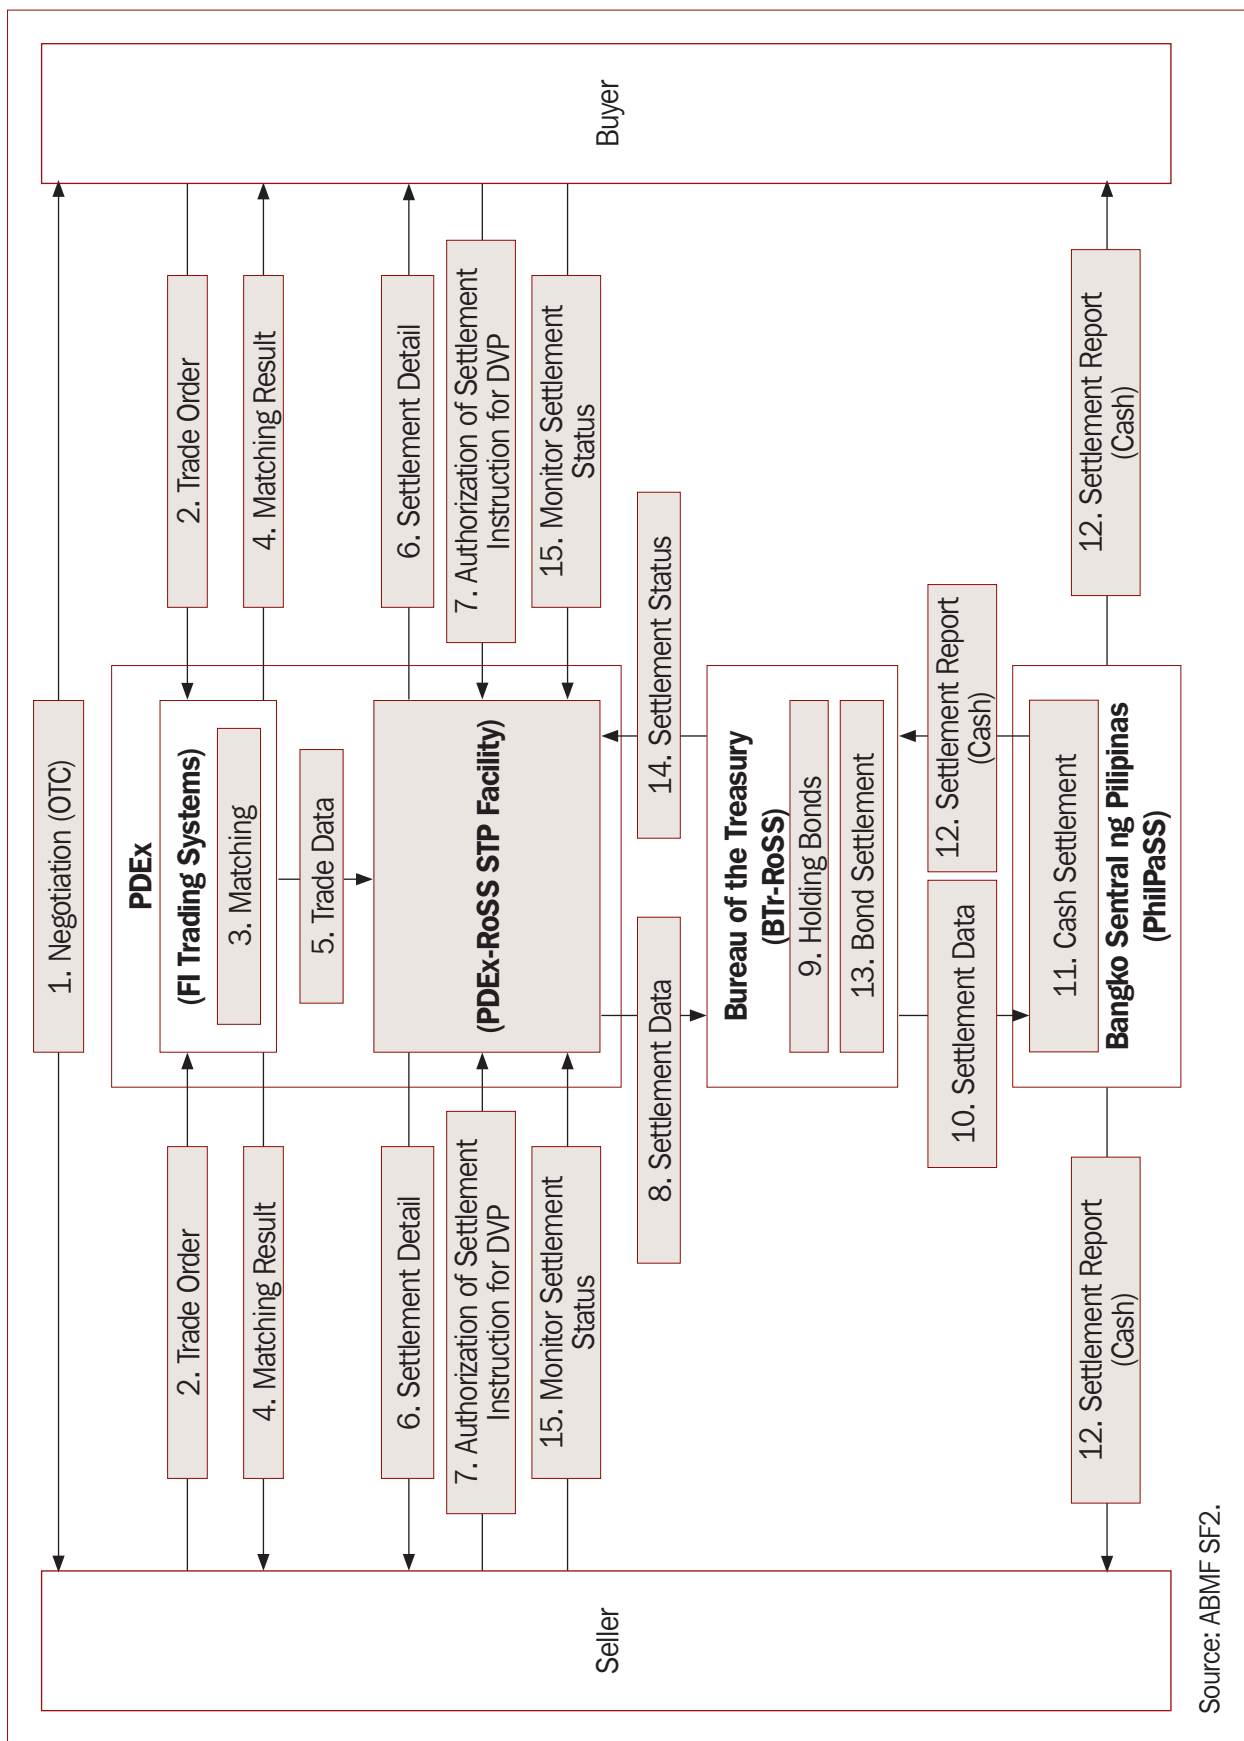 1. Negotiation (OTC)
Seller
Buyer
PDEx
(FI Trading Systems)
2. Trade Order
2. Trade Order
3. Matching
4. Matching Result
4. Matching Result
5. Trade Data
(PDEx-RoSS STP Facility)
6. Settlement Detail
6. Settlement Detail
7. Authorization of Settlement
Instruction for DVP
7. Authorization of Settlement
Instruction for DVP
15. Monitor Settlement
Status
15. Monitor Settlement
Status
8. Settlement Data
14. Settlement Status
Bureau of the Treasury
(BTr-RoSS)
9. Holding Bonds
13. Bond Settlement
10. Settlement Data
12. Settlement Report
(Cash)
11. Cash Settlement
Bangko Sentral ng Pilipinas
(PhilPaSS)
12. Settlement Report
(Cash)
12. Settlement Report
(Cash)
Source: ABMF SF2.